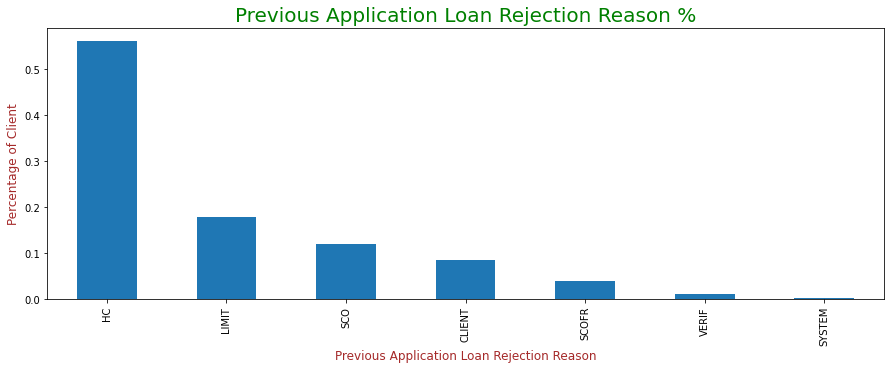 Previous Application Loan Rejection Reason %
Percentage of Client
0.5
0.4
0.3
0.2
0.1
0.0
HC
LIMIT
SCO
CLIENT
SCOFR
VERIF
SYSTEM
Previous Application Loan Rejection Reason